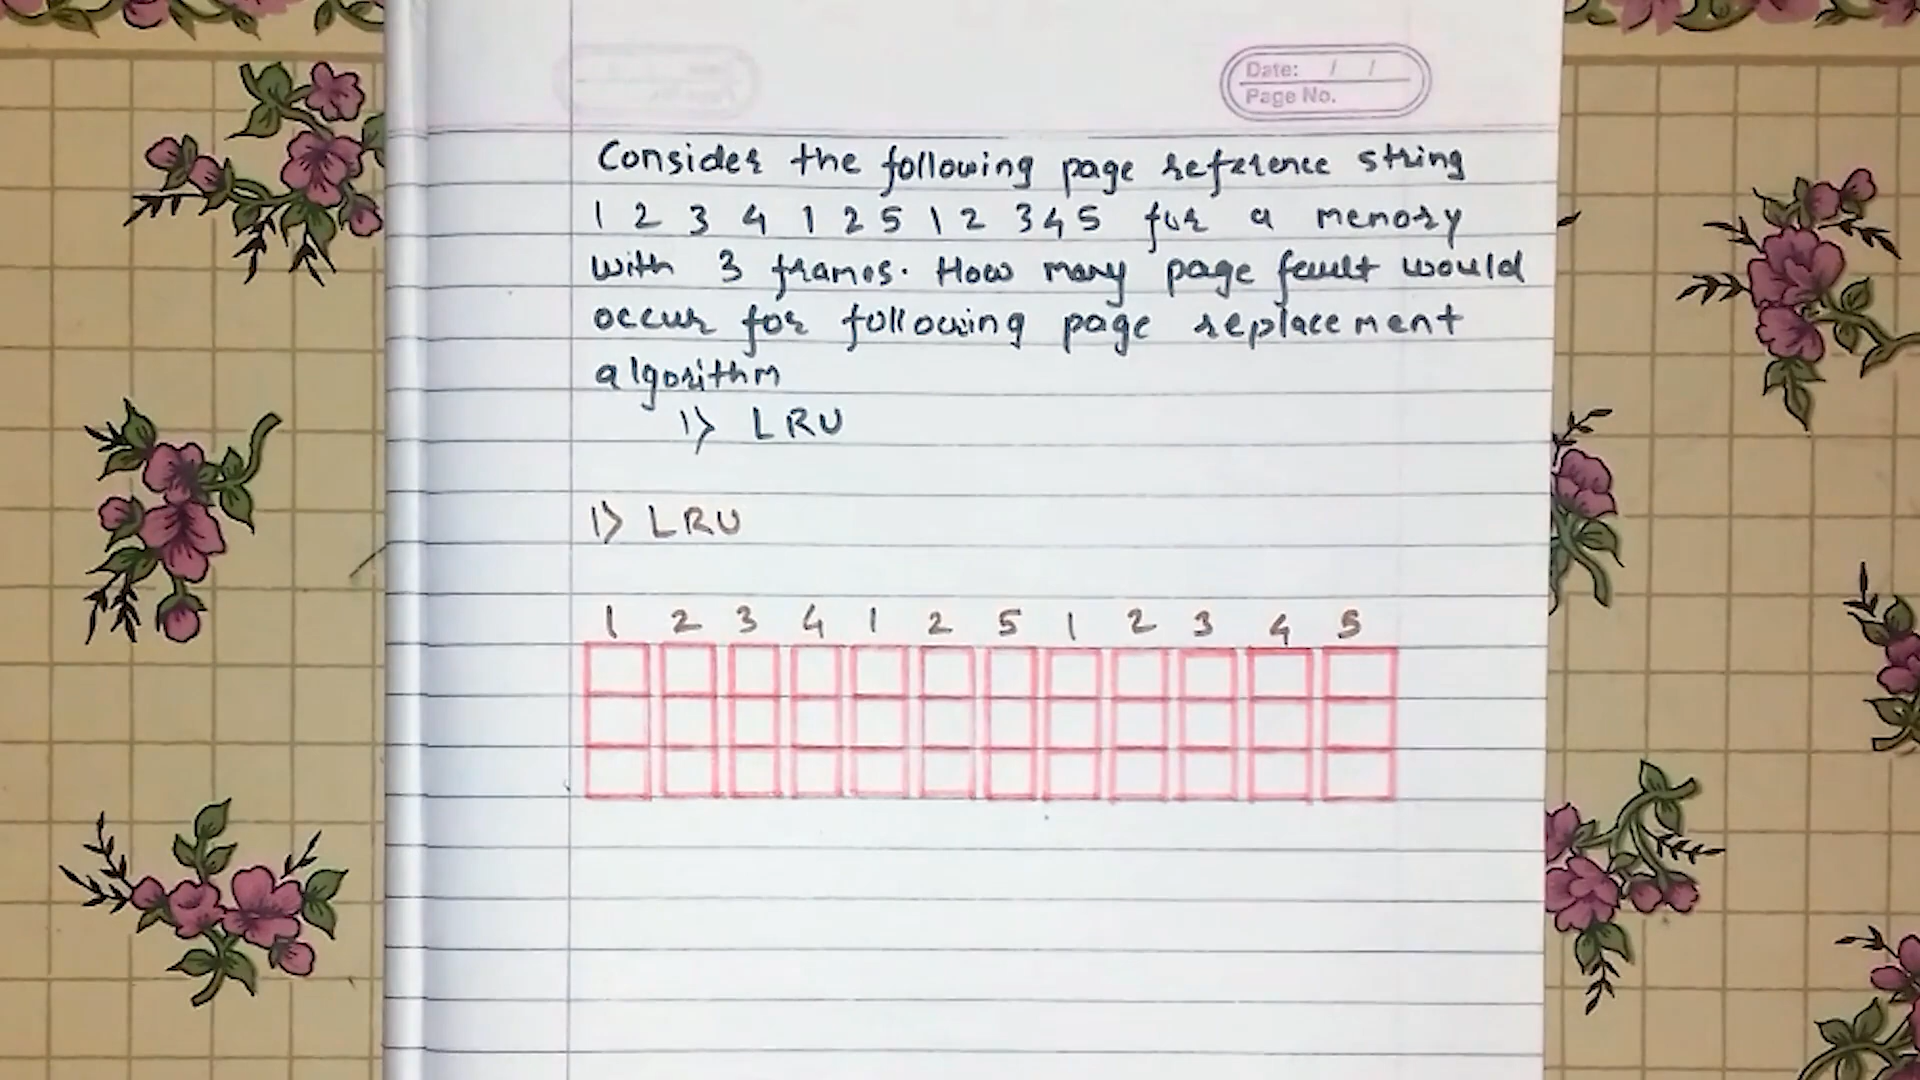 Date: / /
Page No.
Consider the following page reference string
1 2 3 4 1 2 5 1 2 3 4 5 for a memory
with 3 frames. How many page fault would
occur for following page replacement
algorithm
1) LRU
1) LRU
1 2 3 4 1 2 5 1 2 3 4 5